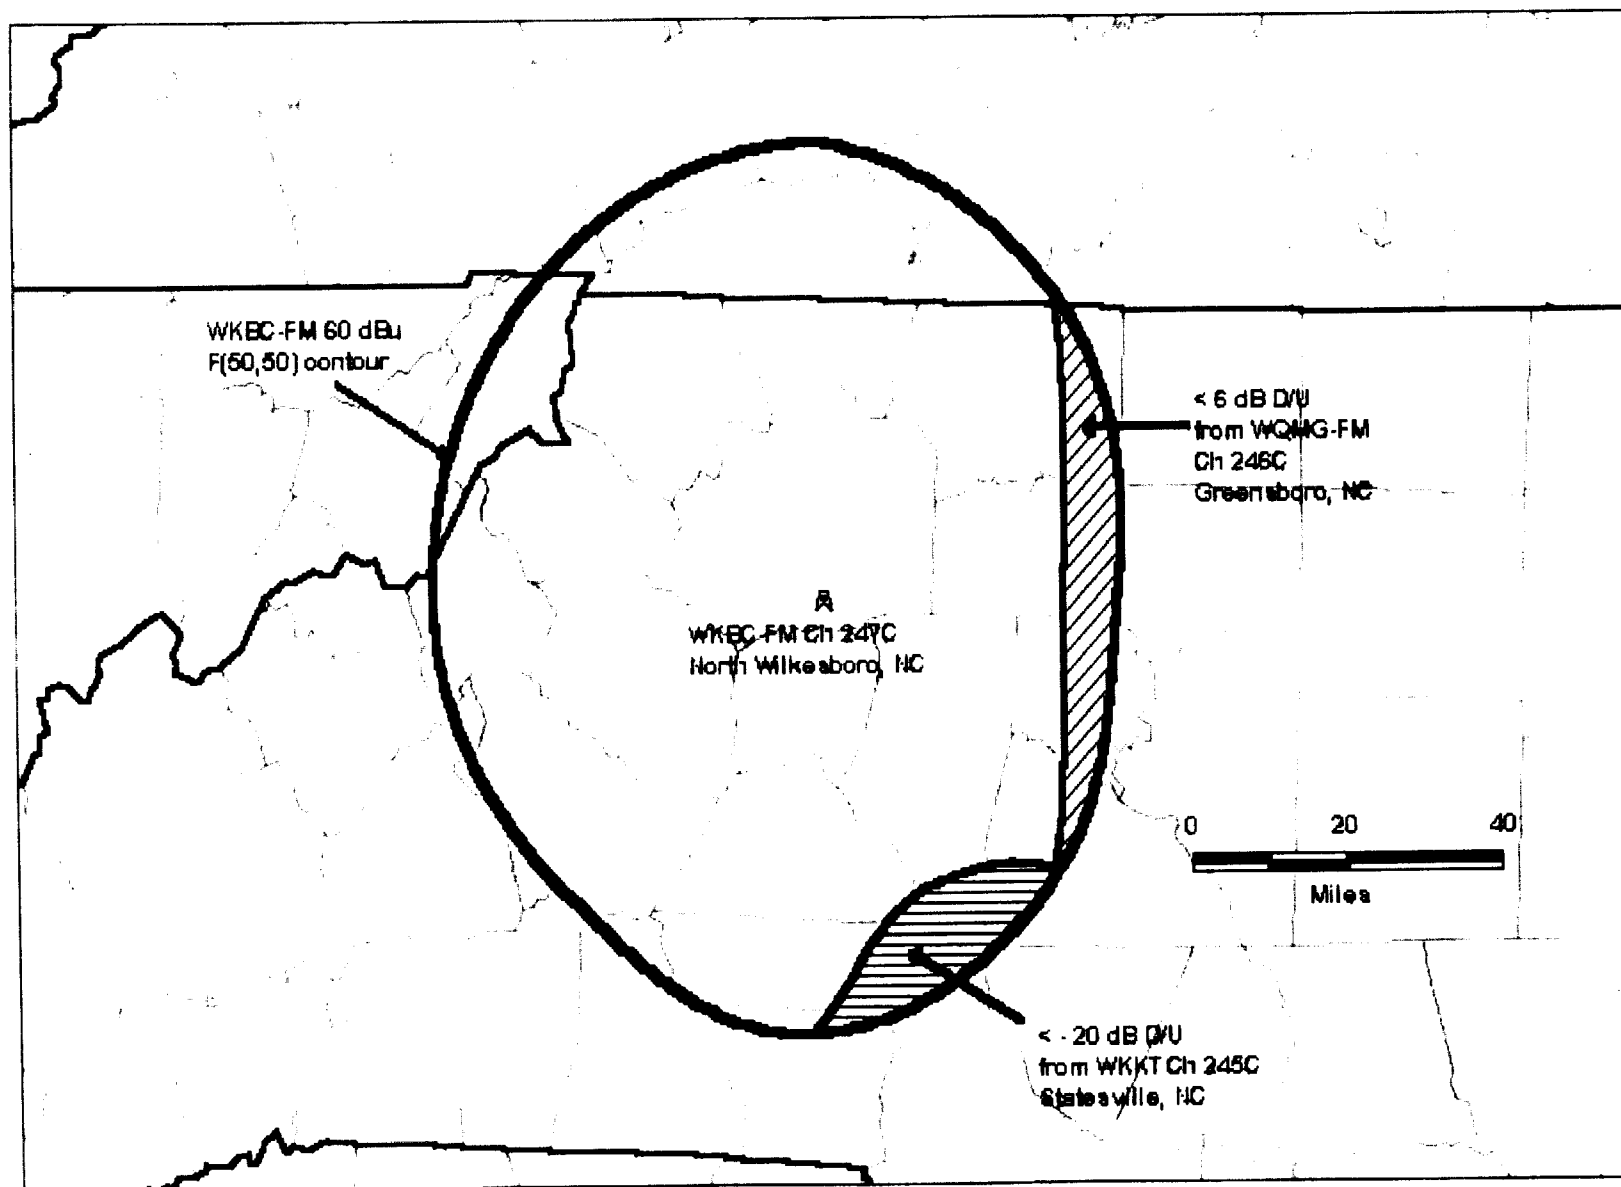 WKBC-FM 60 dBu
F(50,50) contour
< 6 dB D/U
from WQMG-FM
Ch 246C
Greensboro, NC
WKBC-FM Ch 247C
North Wilkesboro, NC
0 20 40
Miles
< - 20 dB D/U
from WKKT Ch 245C
Statesville, NC